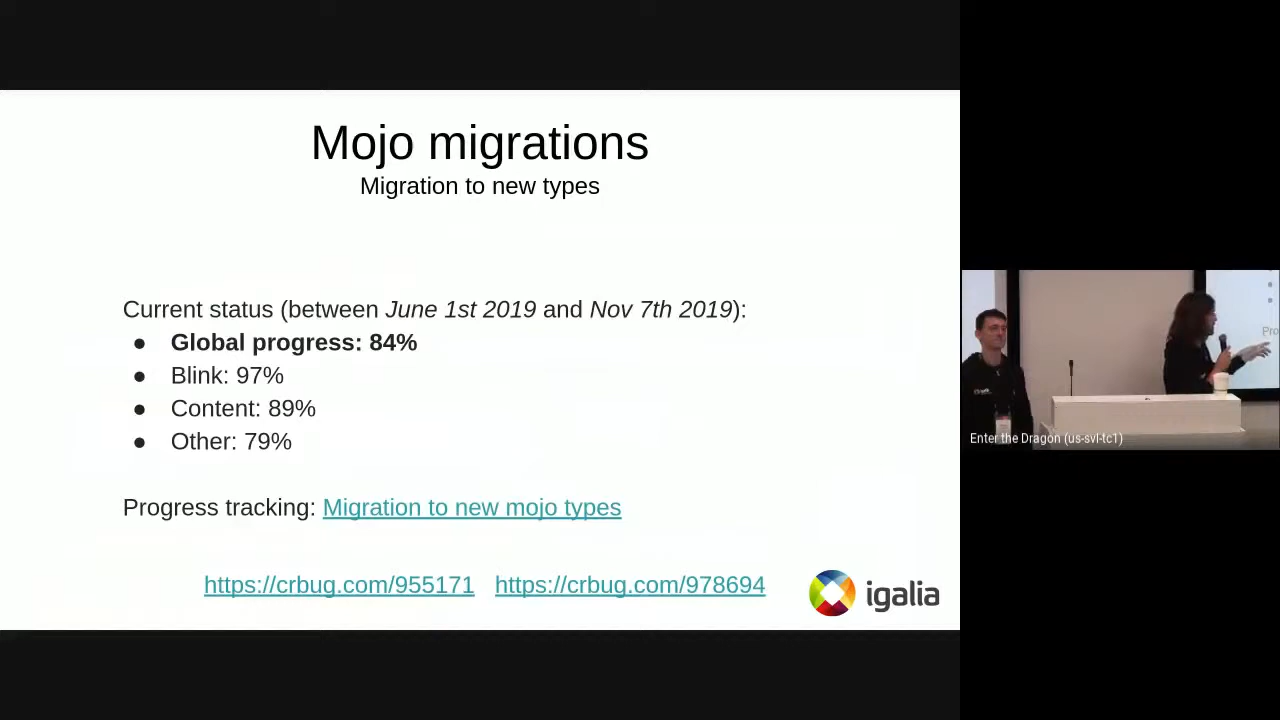 Mojo migrations
Migration to new types
Current status (between June 1st 2019 and Nov 7th 2019):
● Global progress: 84%
● Blink: 97%
● Content: 89%
● Other: 79%
Progress tracking: Migration to new mojo types
https://crbug.com/955171 https://crbug.com/978694
igalia
Pro
Enter the Dragon (us-svl-tc1)